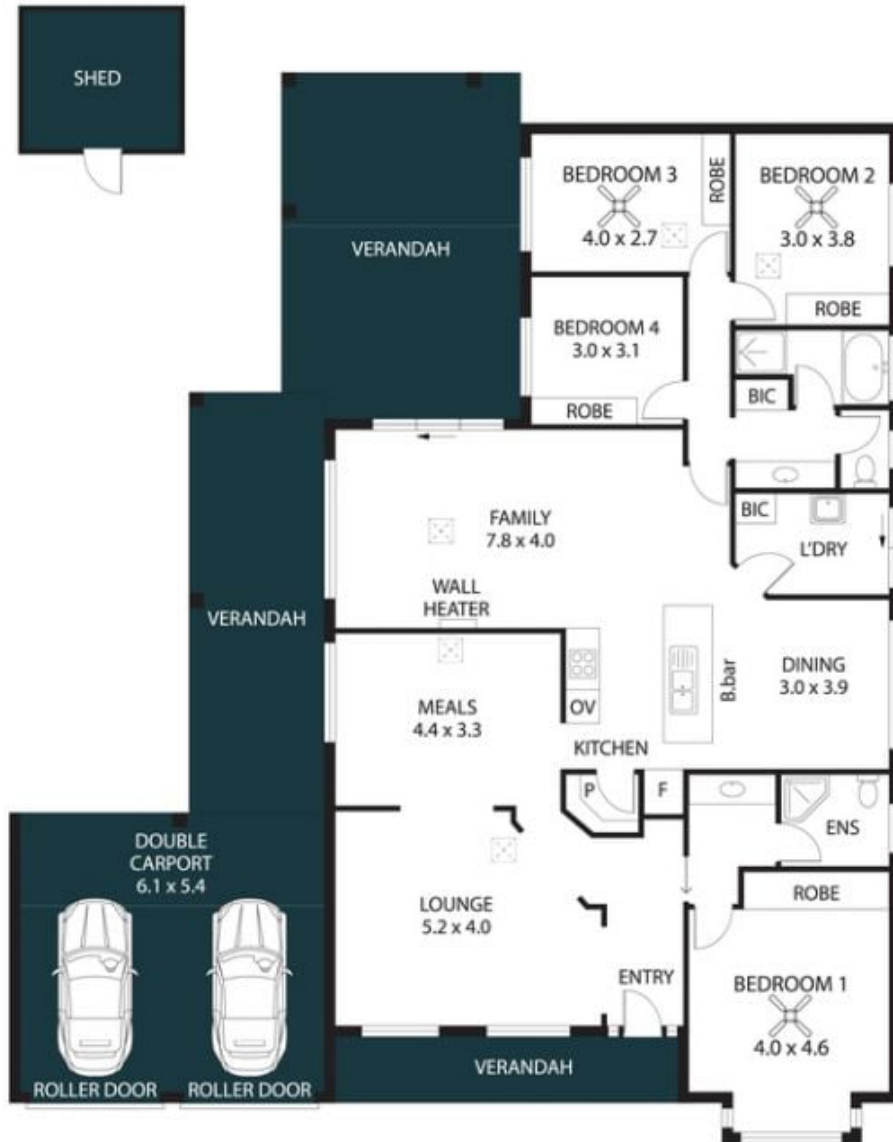 SHED
VERANDAH
BEDROOM 3
4.0 x 2.7
ROBE
BEDROOM 2
3.0 x 3.8
ROBE
BEDROOM 4
3.0 x 3.1
ROBE
BIC
FAMILY
7.8 x 4.0
BIC
L'DRY
WALL
HEATER
VERANDAH
MEALS
4.4 x 3.3
OV
KITCHEN
B.bar
DINING
3.0 x 3.9
P
F
ENS
ROBE
DOUBLE
CARPORT
6.1 x 5.4
LOUNGE
5.2 x 4.0
ENTRY
BEDROOM 1
4.0 x 4.6
VERANDAH
ROLLER DOOR
ROLLER DOOR